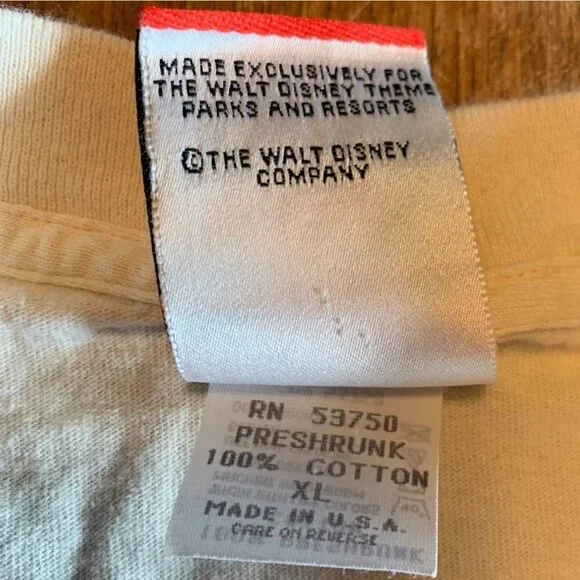 MADE EXCLUSIVELY FOR
THE WALT DISNEY THEME
PARKS AND RESORTS
©THE WALT DISNEY
COMPANY
RN 53750
PRESHRUNK
100% COTTON
XL
MADE IN U.S.A.
CARE ON REVERSE